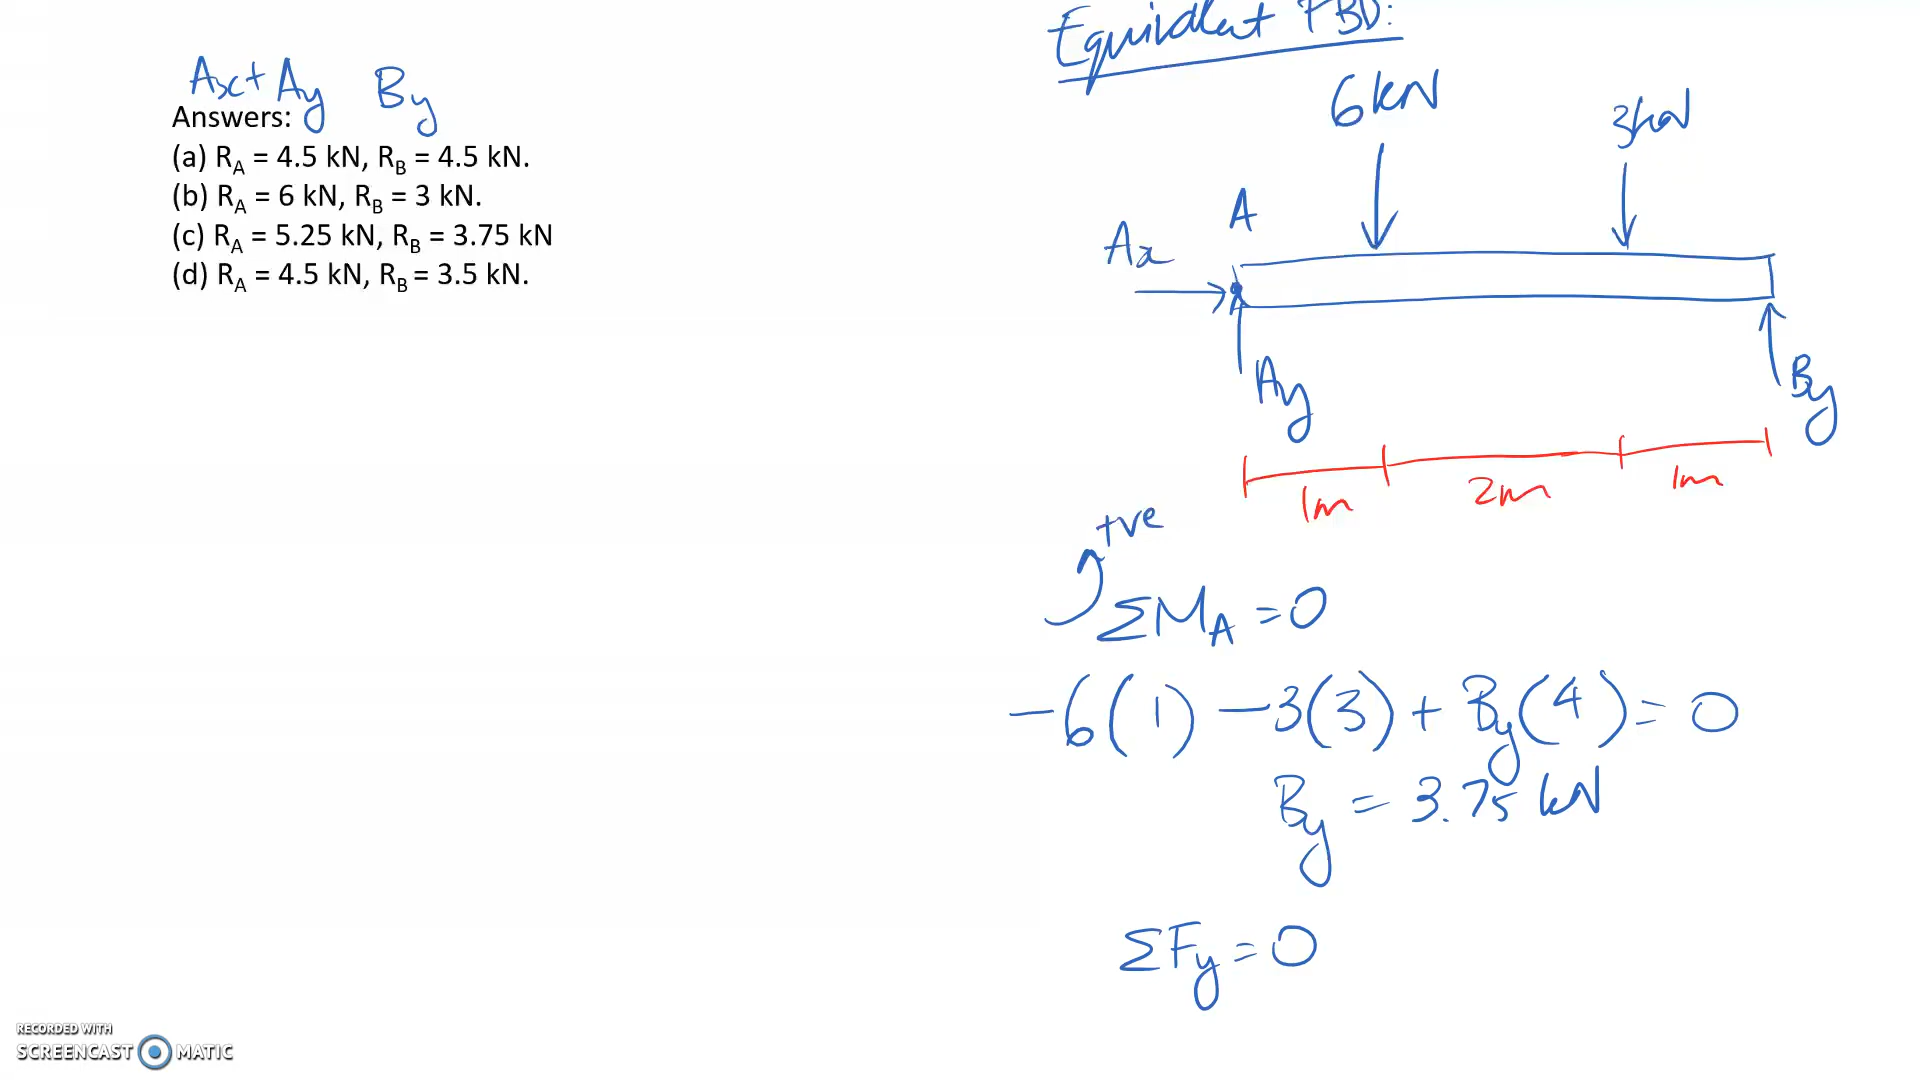 Ax + Ay By
Answers:
(a) RA = 4.5 kN, RB = 4.5 kN.
(b) RA = 6 kN, RB = 3 kN.
(c) RA = 5.25 kN, RB = 3.75 kN
(d) RA = 4.5 kN, RB = 3.5 kN.
Equivalent FBD:
6kN
3kN
A
Ax
Ay
By
1m
2m
1m
+ve
ΣMA = 0
-6(1) -3(3) + By(4) = 0
By = 3.75 kN
ΣFy = 0
RECORDED WITH
SCREENCAST MATIC